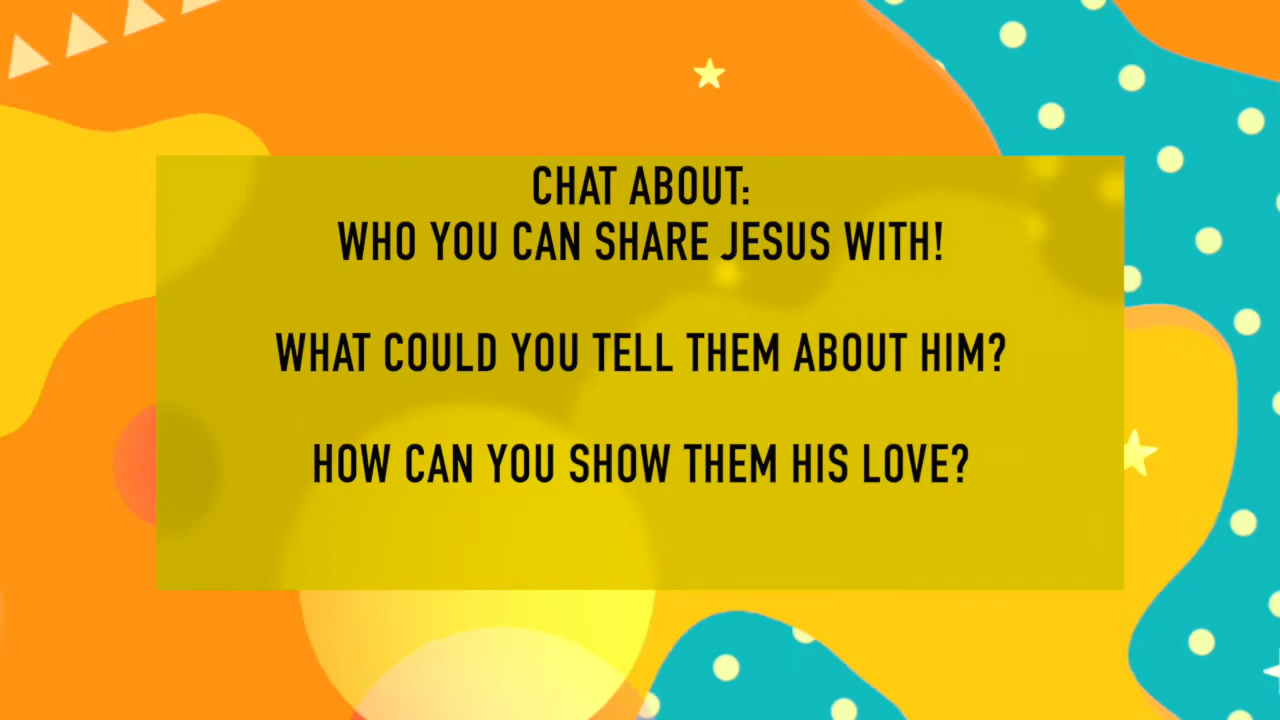 CHAT ABOUT:
WHO YOU CAN SHARE JESUS WITH!
WHAT COULD YOU TELL THEM ABOUT HIM?
HOW CAN YOU SHOW THEM HIS LOVE?